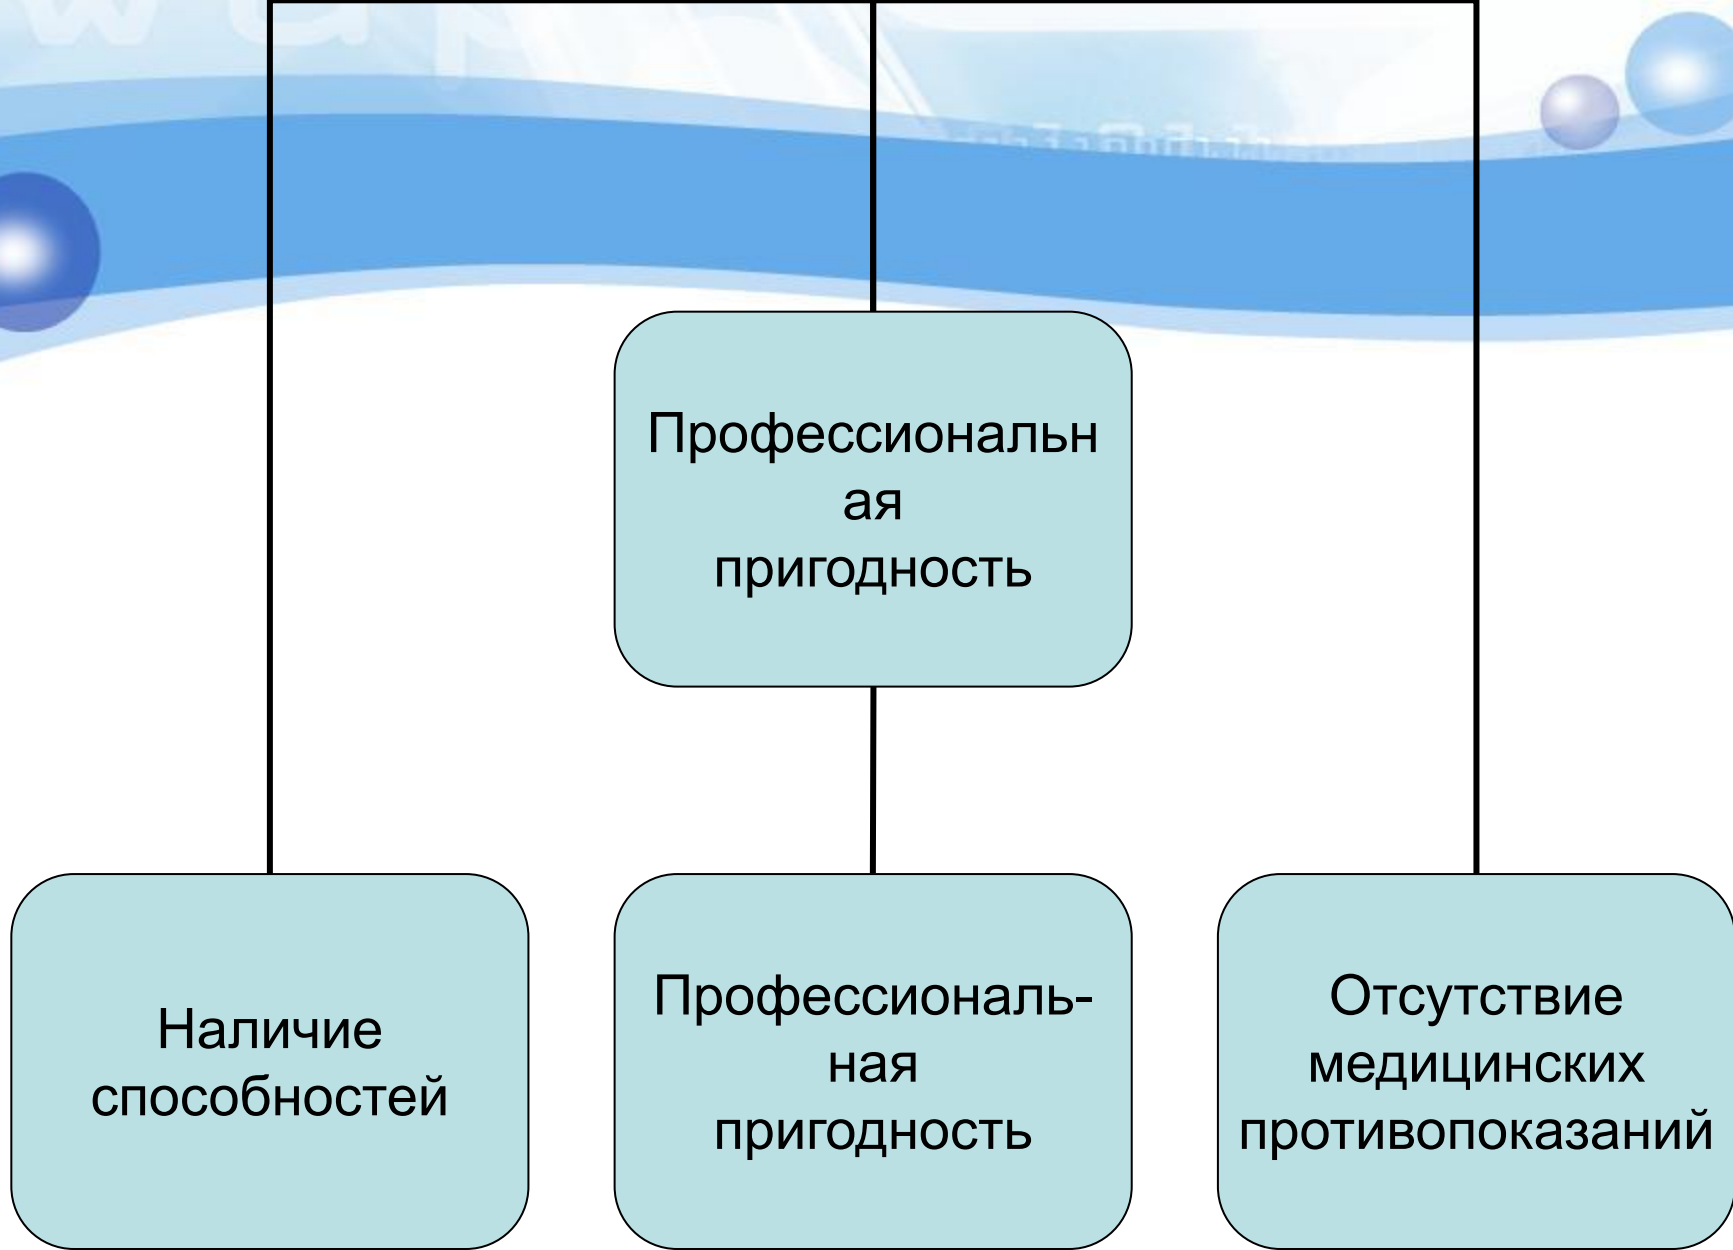 Профессиональн
ая
пригодность
Наличие
способностей
Профессиональ-
ная
пригодность
Отсутствие
медицинских
противопоказаний